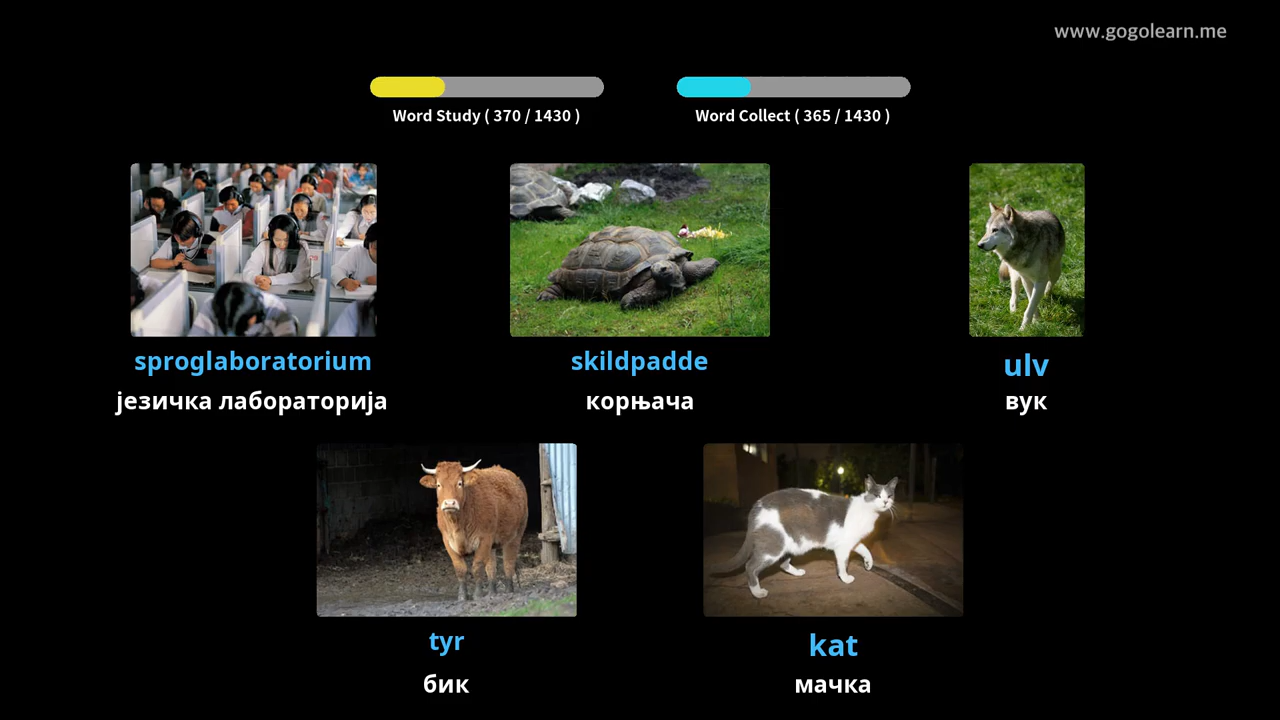 www.gogolearn.me
Word Study ( 370 / 1430 )
Word Collect ( 365 / 1430 )
sproglaboratorium
језичка лабораторија
skildpadde
корњача
ulv
вук
tyr
бик
kat
мачка